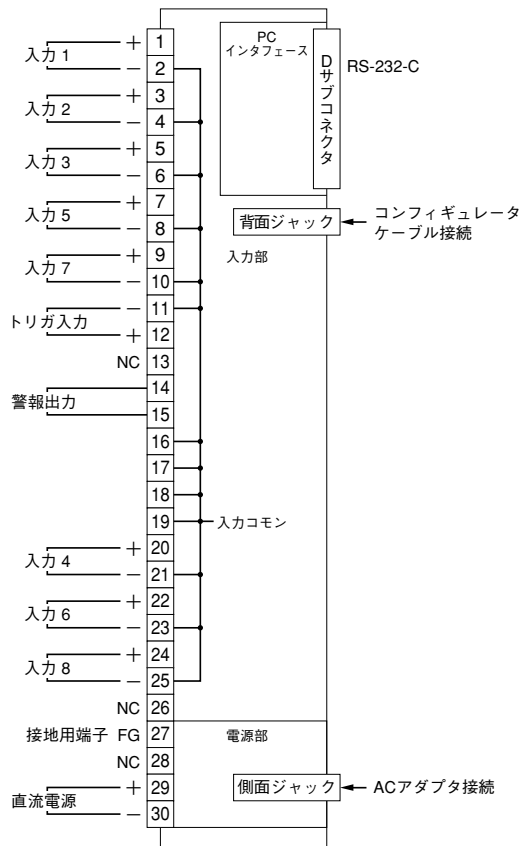 PC
インタフェース
Dサブコネクタ
RS-232-C
入力 1
+ 1
− 2
入力 2
+ 3
− 4
入力 3
+ 5
− 6
入力 5
+ 7
− 8
背面ジャック
コンフィギュレータ
ケーブル接続
入力部
入力 7
+ 9
− 10
トリガ入力
− 11
+ 12
NC 13
警報出力
14
15
16
17
18
19 入力コモン
入力 4
+ 20
− 21
入力 6
+ 22
− 23
入力 8
+ 24
− 25
NC 26
接地用端子 FG 27
電源部
NC 28
直流電源
+ 29
− 30
側面ジャック
ACアダプタ接続